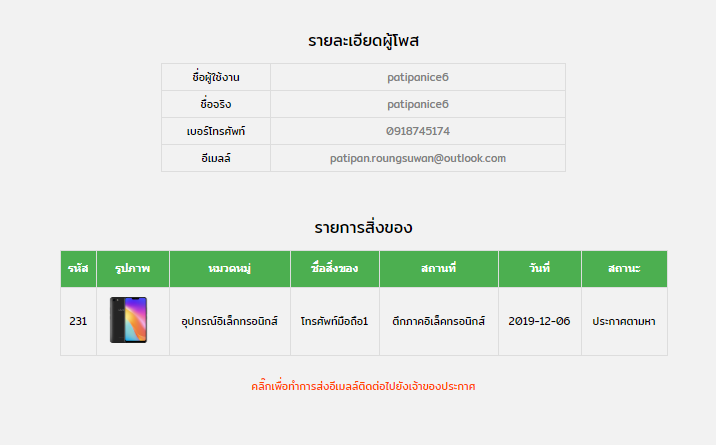 รายละเอียดผู้โพส
ชื่อผู้ใช้งาน patipanice6
ชื่อจริง patipanice6
เบอร์โทรศัพท์ 0918745174
อีเมลล์ patipan.roungsuwan@outlook.com
รายการสิ่งของ
รหัส รูปภาพ หมวดหมู่ ชื่อสิ่งของ สถานที่ วันที่ สถานะ
231 อุปกรณ์อิเล็กทรอนิกส์ โทรศัพท์มือถือ1 ตึกภาคอิเล็คทรอนิกส์ 2019-12-06 ประกาศตามหา
คลิ๊กเพื่อทำการส่งอีเมลล์ติดต่อไปยังเจ้าของประกาศ